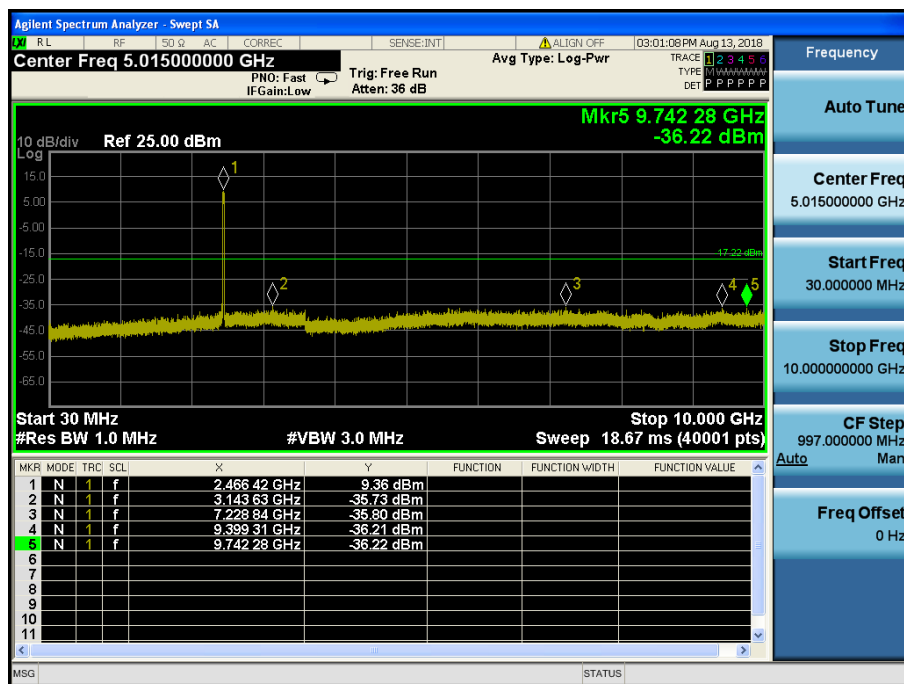 Agilent Spectrum Analyzer - Swept SA
LXI RL RF 50 Ω AC CORREC SENSE:INT ALIGN OFF 03:01:08 PM Aug 13, 2018
Center Freq 5.015000000 GHz
PNO: Fast
IFGain:Low
Trig: Free Run
Atten: 36 dB
Avg Type: Log-Pwr
TRACE 1 2 3 4 5 6
TYPE M W W W W W
DET P P P P P P
Mkr5 9.742 28 GHz
-36.22 dBm
10 dB/div Ref 25.00 dBm
Log
1
15.0
5.00
-5.00
-15.0
-17.22 dBm
-25.0
2
3
4
5
-35.0
-45.0
-55.0
-65.0
Start 30 MHz Stop 10.000 GHz
#Res BW 1.0 MHz #VBW 3.0 MHz Sweep 18.67 ms (40001 pts)
MKR MODE TRC SCL X Y FUNCTION FUNCTION WIDTH FUNCTION VALUE
1 N 1 f 2.466 42 GHz 9.36 dBm
2 N 1 f 3.143 63 GHz -35.73 dBm
3 N 1 f 7.228 84 GHz -35.80 dBm
4 N 1 f 9.399 31 GHz -36.21 dBm
5 N 1 f 9.742 28 GHz -36.22 dBm
6
7
8
9
10
11
MSG STATUS
Frequency
Auto Tune
Center Freq
5.015000000 GHz
Start Freq
30.000000 MHz
Stop Freq
10.000000000 GHz
CF Step
997.000000 MHz
Auto Man
Freq Offset
0 Hz